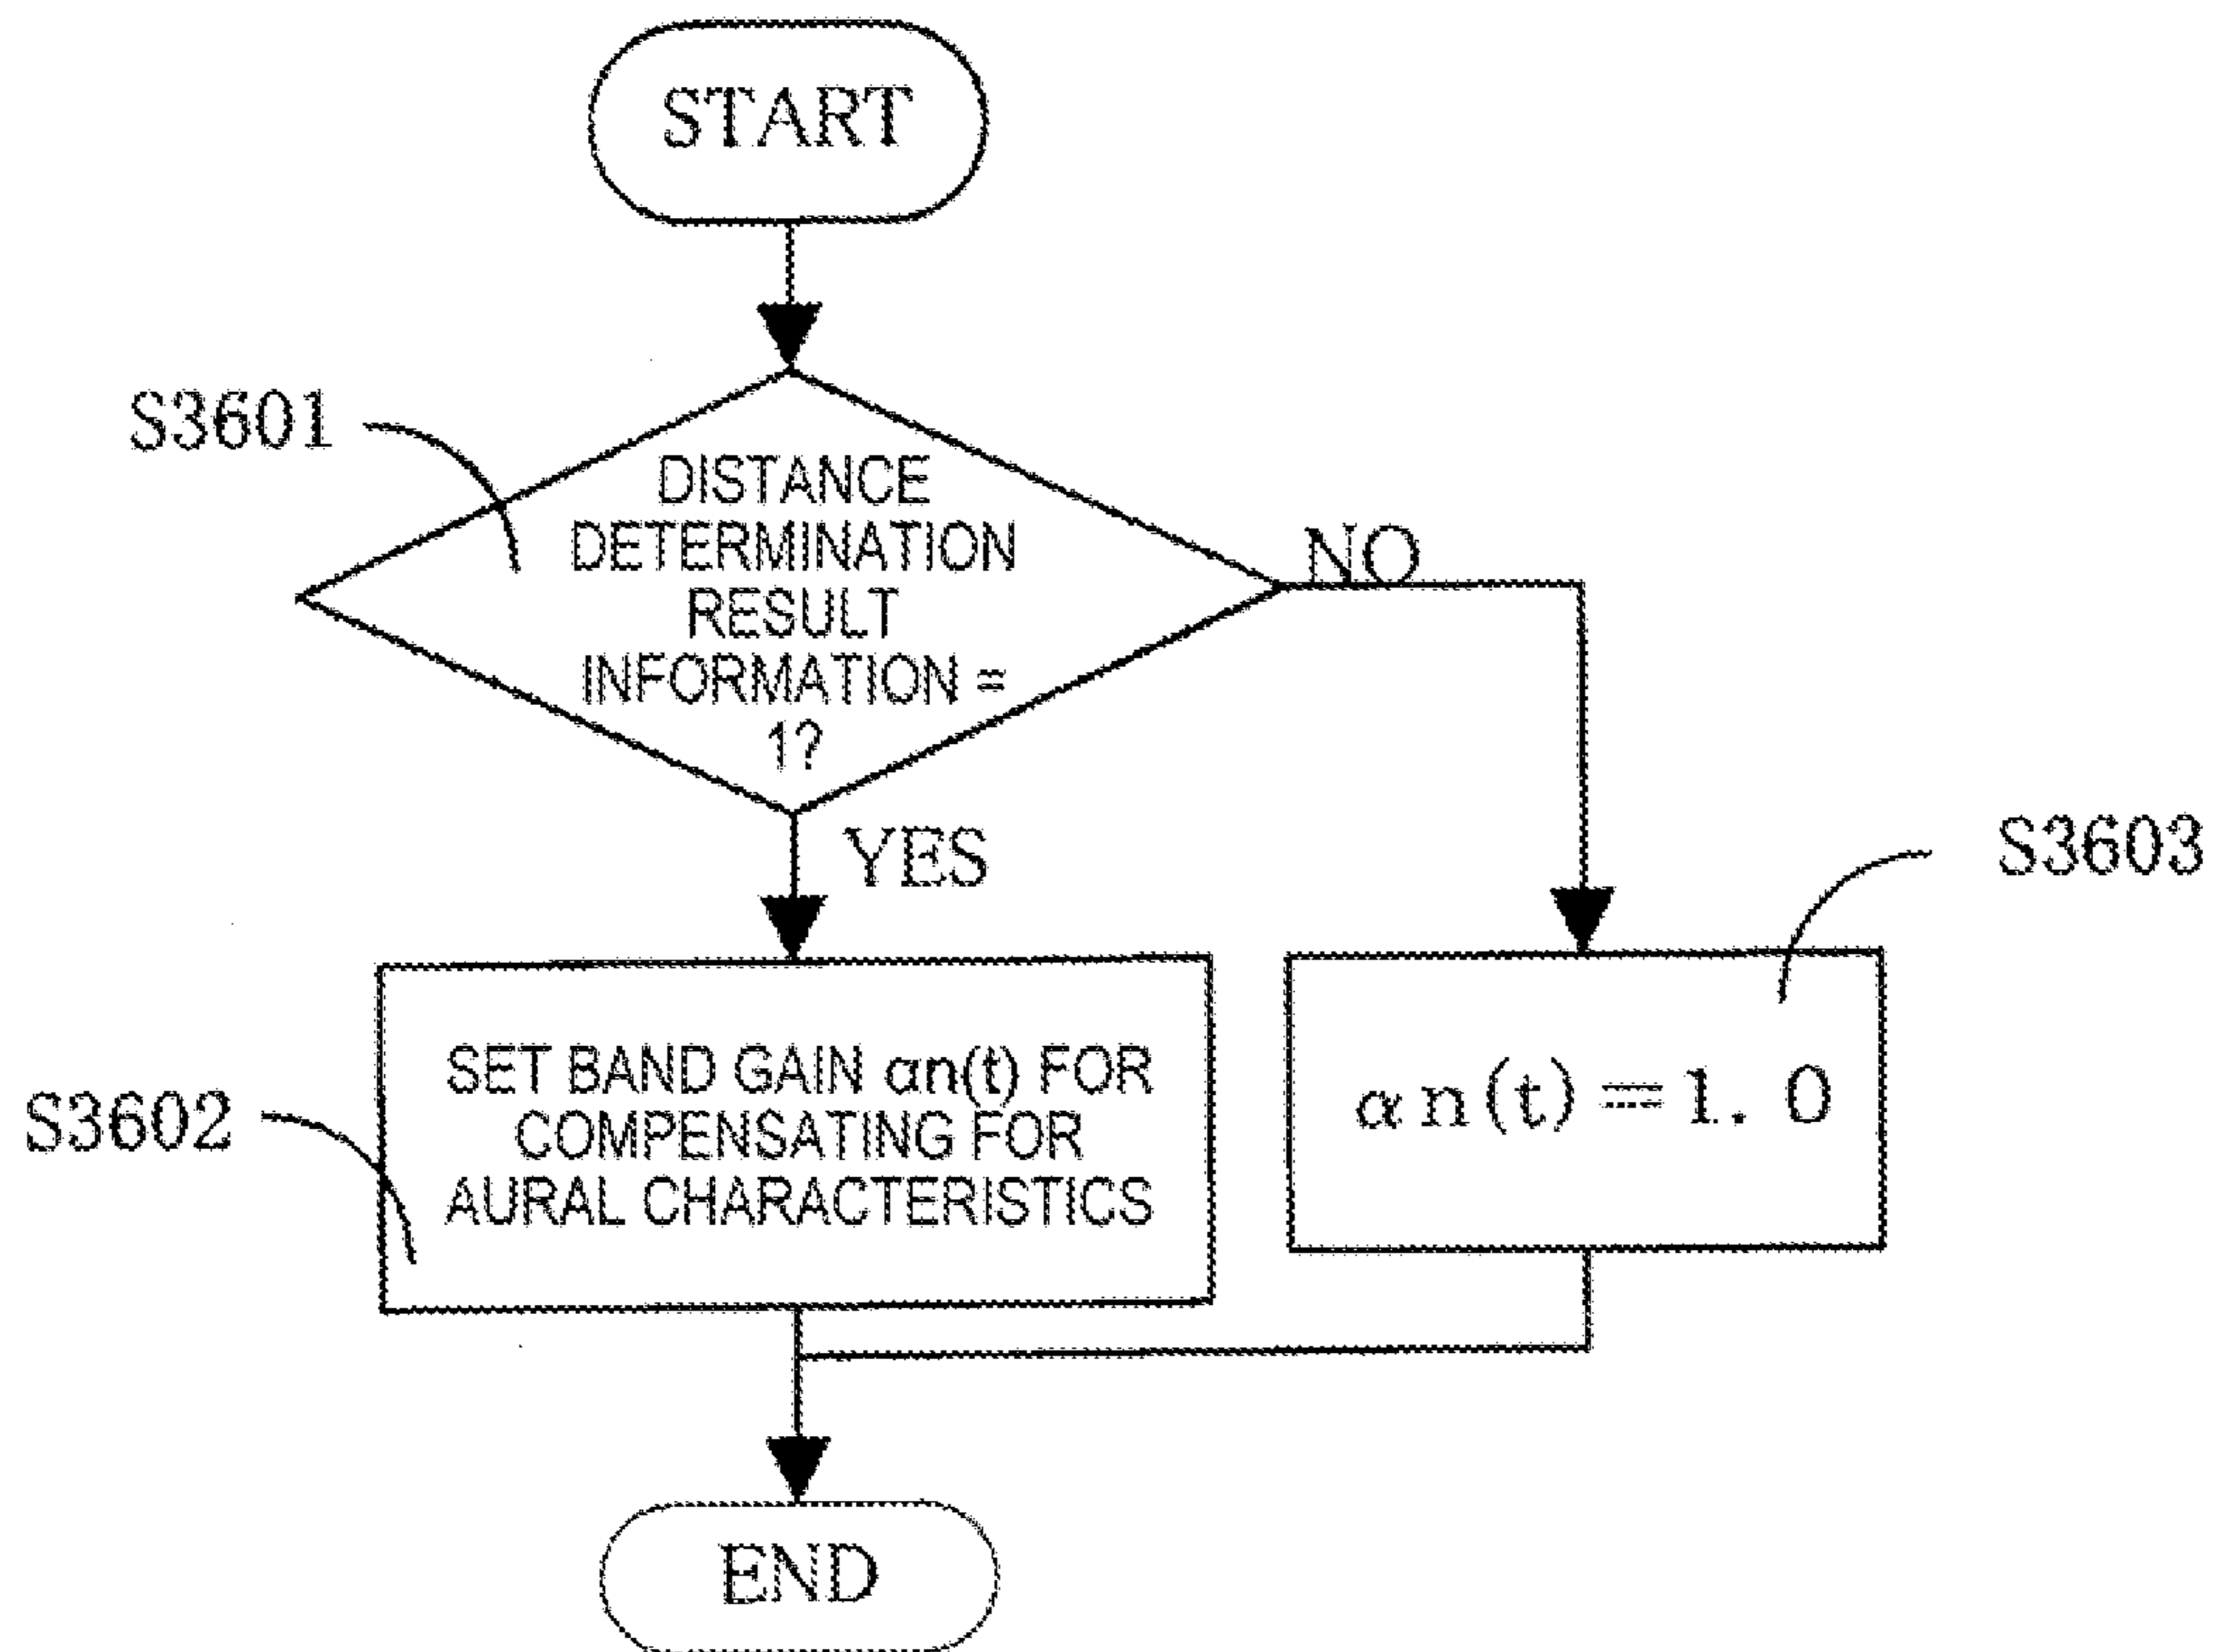 START
S3601
DISTANCE
DETERMINATION
RESULT
INFORMATION =
1?
NO
YES
S3603
SET BAND GAIN αn(t) FOR
COMPENSATING FOR
AURAL CHARACTERISTICS
S3602
αn(t)=1.0
END